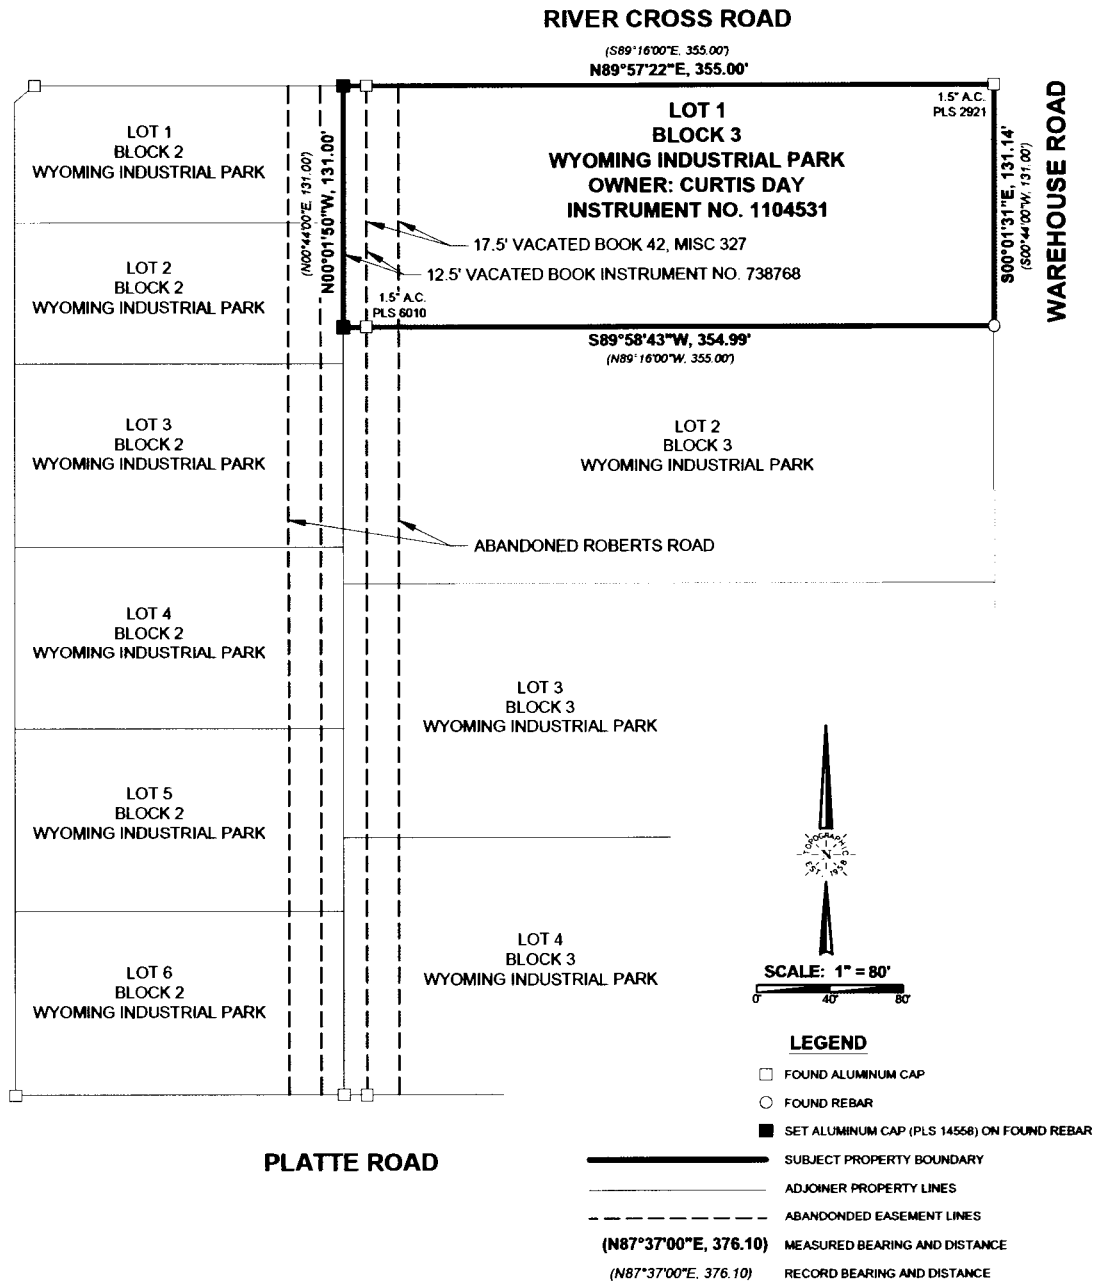 RIVER CROSS ROAD
(S89°16'00"E, 355.00')
N89°57'22"E, 355.00'
1.5" A.C.
PLS 2921
WAREHOUSE ROAD
LOT 1
BLOCK 3
WYOMING INDUSTRIAL PARK
OWNER: CURTIS DAY
INSTRUMENT NO. 1104531
LOT 1
BLOCK 2
WYOMING INDUSTRIAL PARK
(N00°44'00"E, 131.00')
N00°01'50"W, 131.00'
S00°01'31"E, 131.14'
(S00°44'00"W, 131.00')
17.5' VACATED BOOK 42, MISC 327
12.5' VACATED BOOK INSTRUMENT NO. 738768
LOT 2
BLOCK 2
WYOMING INDUSTRIAL PARK
1.5" A.C.
PLS 6010
S89°58'43"W, 354.99'
(N89°16'00"W, 355.00')
LOT 3
BLOCK 2
WYOMING INDUSTRIAL PARK
LOT 2
BLOCK 3
WYOMING INDUSTRIAL PARK
ABANDONED ROBERTS ROAD
LOT 4
BLOCK 2
WYOMING INDUSTRIAL PARK
LOT 3
BLOCK 3
WYOMING INDUSTRIAL PARK
LOT 5
BLOCK 2
WYOMING INDUSTRIAL PARK
TOPOGRAPHIC
N
EST. 1958
LOT 4
BLOCK 3
WYOMING INDUSTRIAL PARK
LOT 6
BLOCK 2
WYOMING INDUSTRIAL PARK
SCALE: 1" = 80'
0' 40' 80'
LEGEND
FOUND ALUMINUM CAP
FOUND REBAR
SET ALUMINUM CAP (PLS 14558) ON FOUND REBAR
PLATTE ROAD
SUBJECT PROPERTY BOUNDARY
ADJOINER PROPERTY LINES
ABANDONDED EASEMENT LINES
(N87°37'00"E, 376.10) MEASURED BEARING AND DISTANCE
(N87°37'00"E, 376.10) RECORD BEARING AND DISTANCE